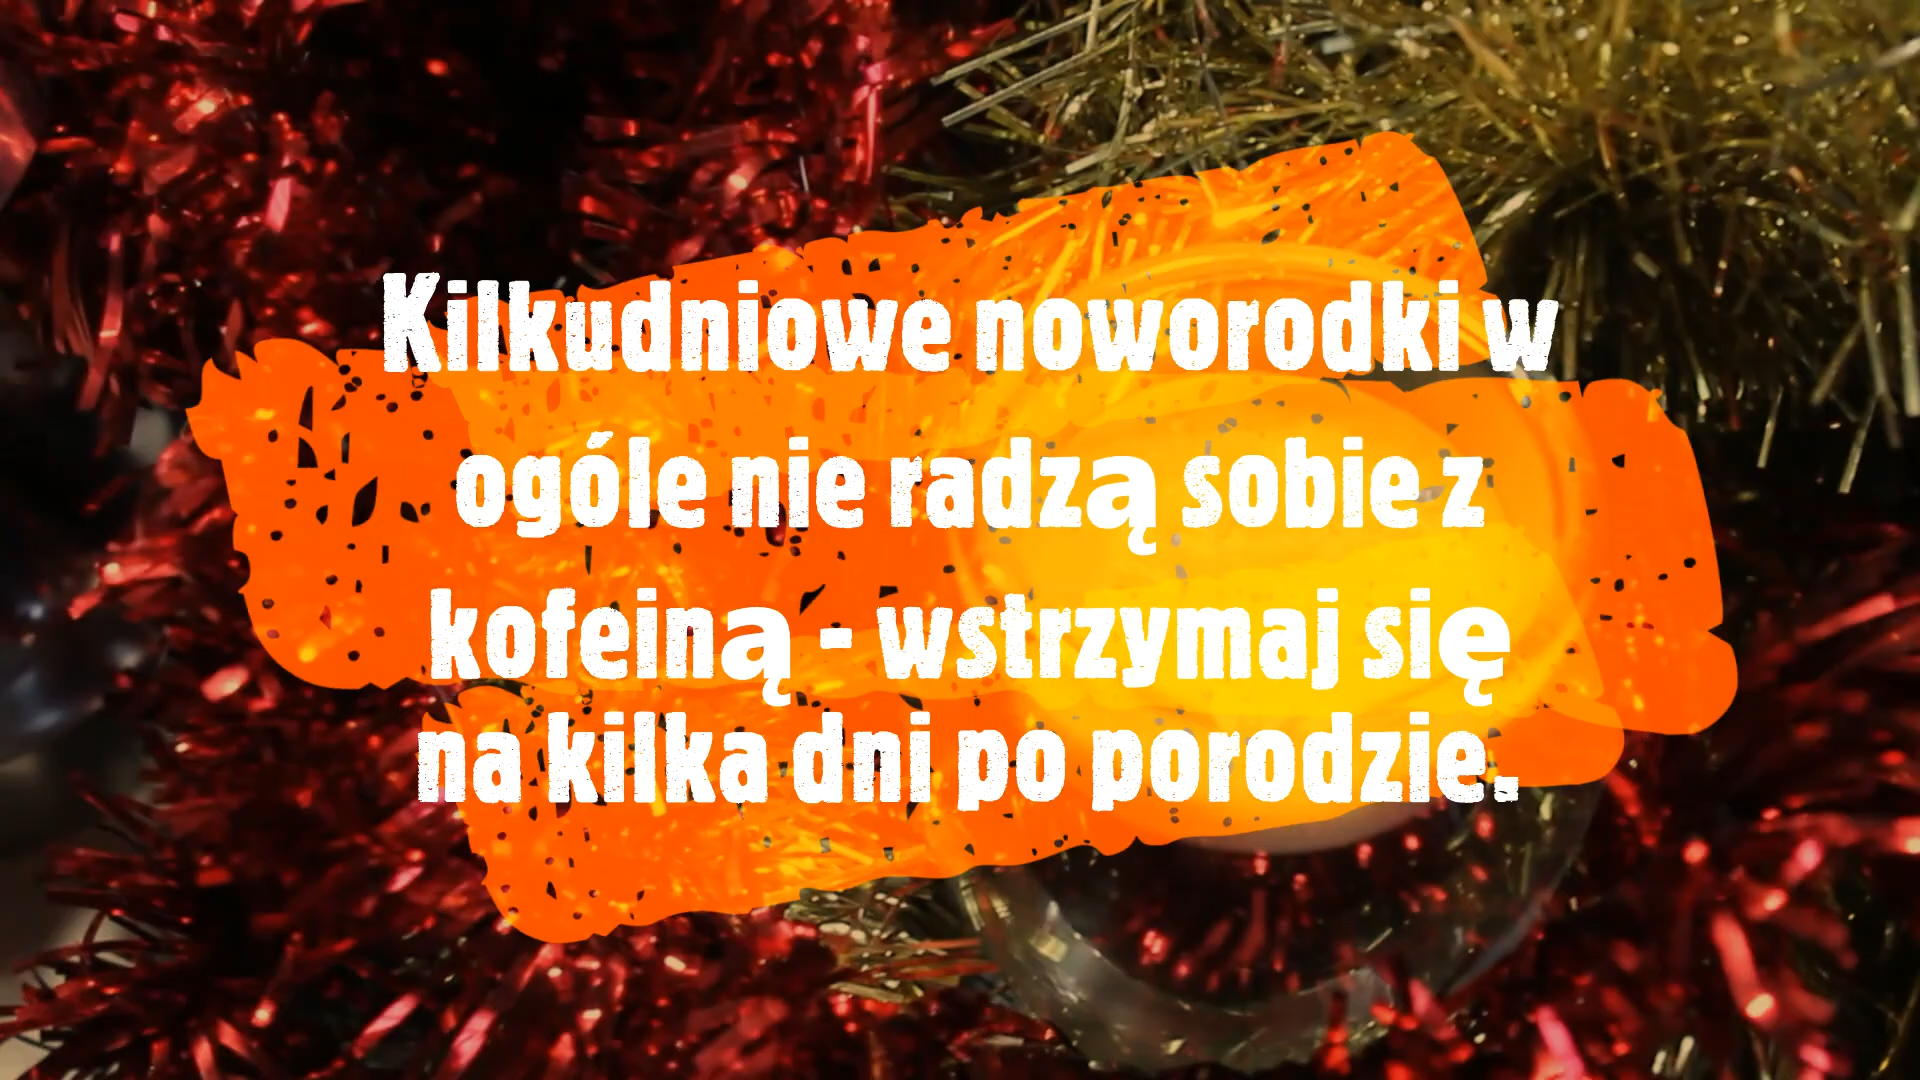 Kilkudniowe noworodki w
ogóle nie radzą sobie z
kofeiną - wstrzymaj się
na kilka dni po porodzie.